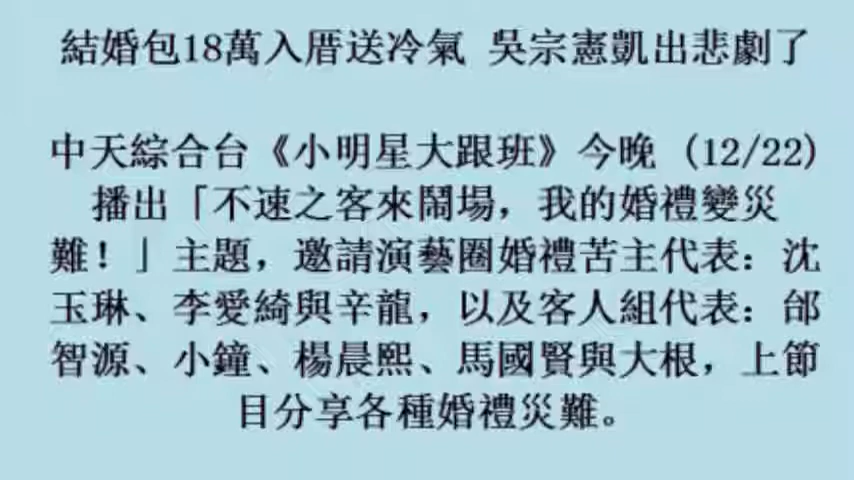 結婚包18萬入厝送冷氣 吳宗憲凱出悲劇了
中天綜合台《小明星大跟班》今晚 (12/22)
播出「不速之客來鬧場，我的婚禮變災
難！」主題，邀請演藝圈婚禮苦主代表：沈
玉琳、李愛綺與辛龍，以及客人組代表：邰
智源、小鐘、楊晨熙、馬國賢與大根，上節
目分享各種婚禮災難。